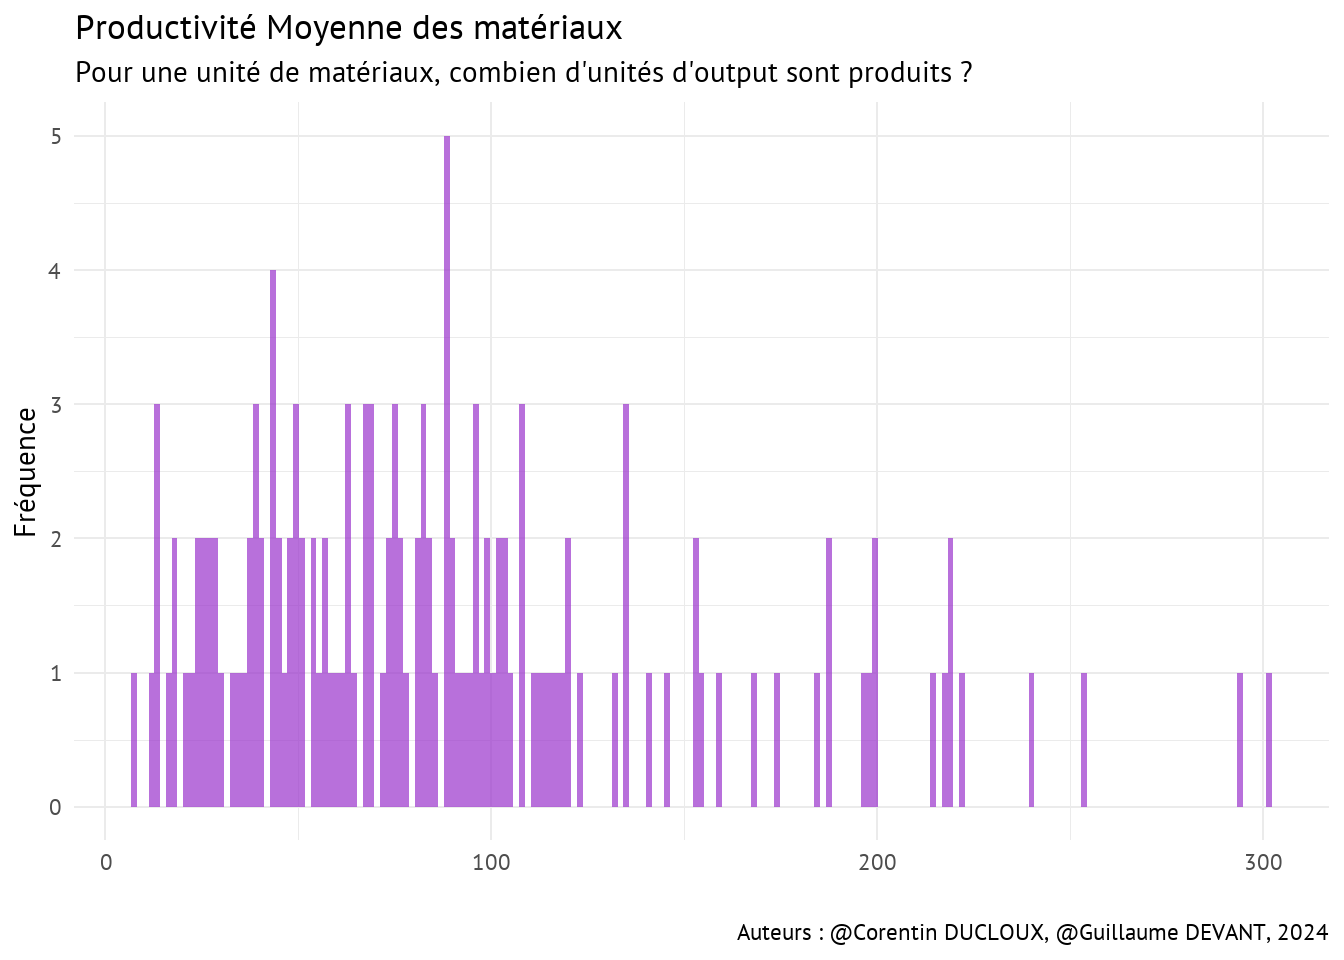 Productivité Moyenne des matériaux
Pour une unité de matériaux, combien d'unités d'output sont produits ?
5
4
3
2
1
0
Fréquence
0 100 200 300
Auteurs : @Corentin DUCLOUX, @Guillaume DEVANT, 2024